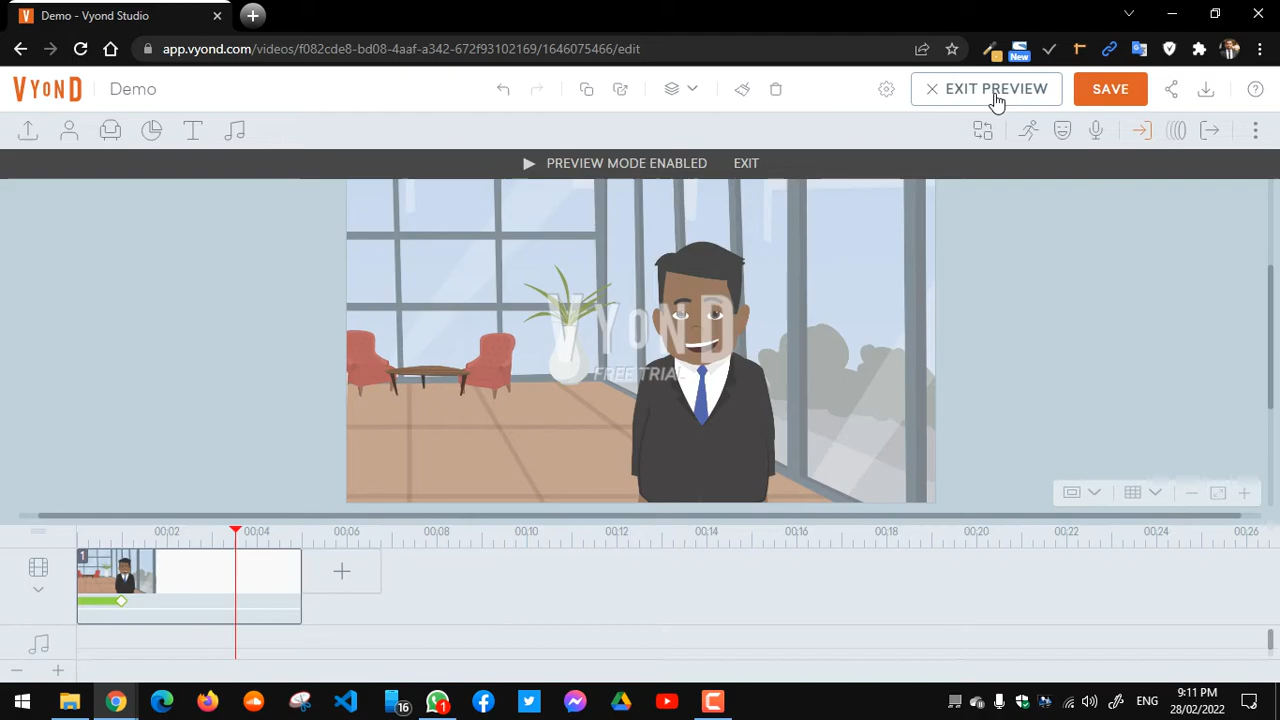 Demo - Vyond Studio
app.vyond.com/videos/f082cde8-bd08-4aaf-a342-672f93102169/1646075466/edit
New
VYOND Demo EXIT PREVIEW SAVE
PREVIEW MODE ENABLED EXIT
VYOND
FREE TRIAL
00:02 00:04 00:06 00:08 00:10 00:12 00:14 00:16 00:18 00:20 00:22 00:24 00:26
1
16 1 ENG 9:11 PM
28/02/2022